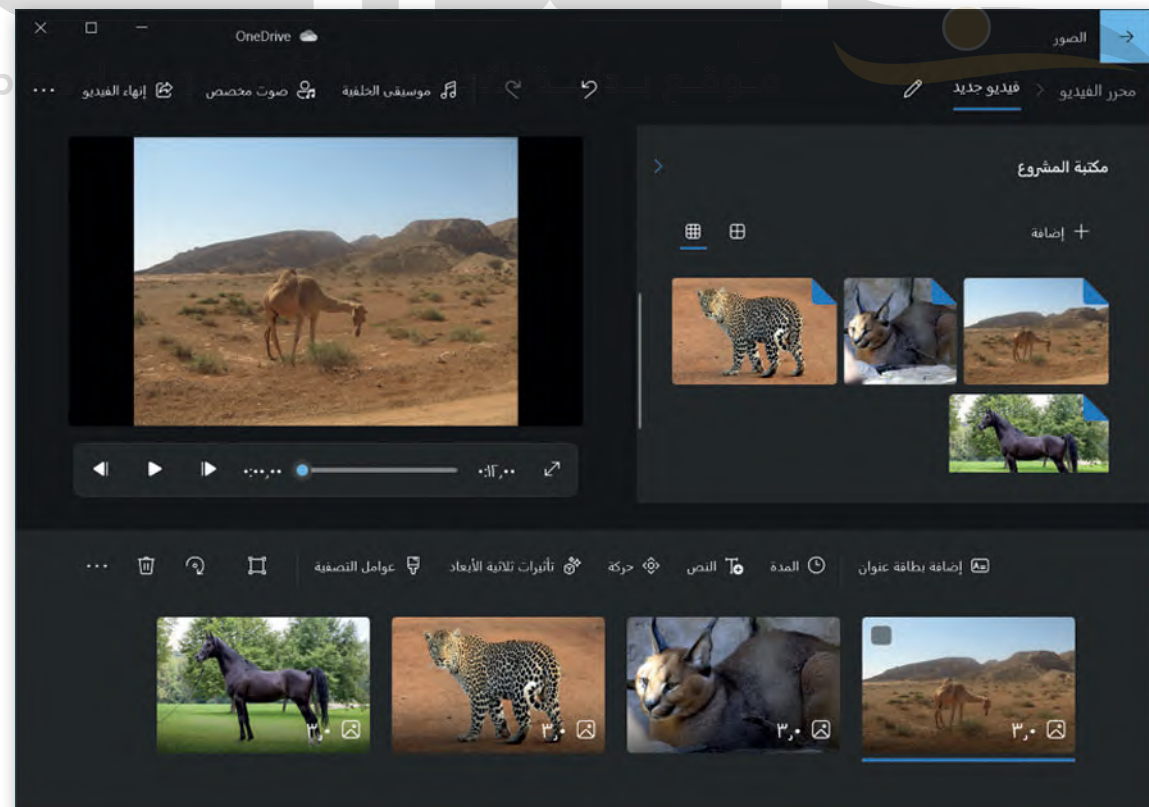 الصور
OneDrive
محرر الفيديو
فيديو جديد
موسيقى الخلفية
صوت مخصص
إنهاء الفيديو
مكتبة المشروع
إضافة
٠:٠٠,٠٠
٠:١٢,٠٠
إضافة بطاقة عنوان
المدة
النص
حركة
تأثيرات ثلاثية الأبعاد
عوامل التصفية
٣,٠
٣,٠
٣,٠
٣,٠